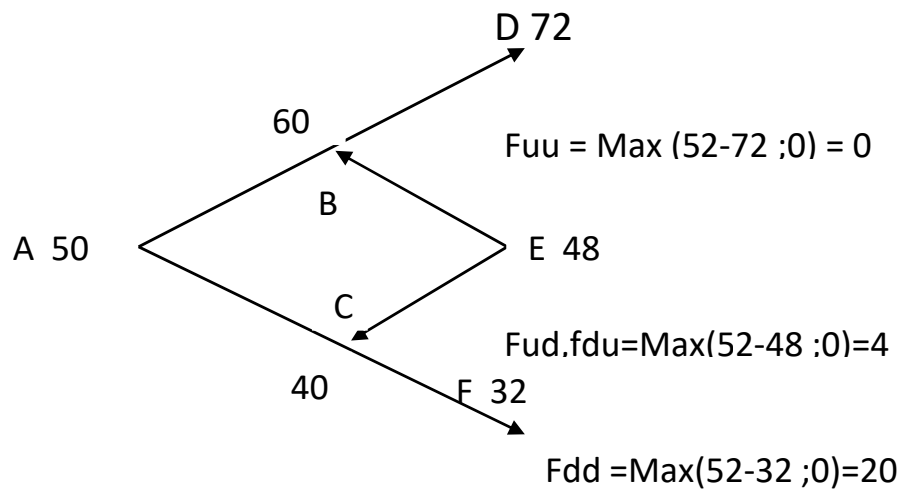 D 72
60
Fuu = Max (52-72 ;0) = 0
B
A 50
E 48
C
Fud,fdu=Max(52-48 ;0)=4
40
F 32
Fdd =Max(52-32 ;0)=20